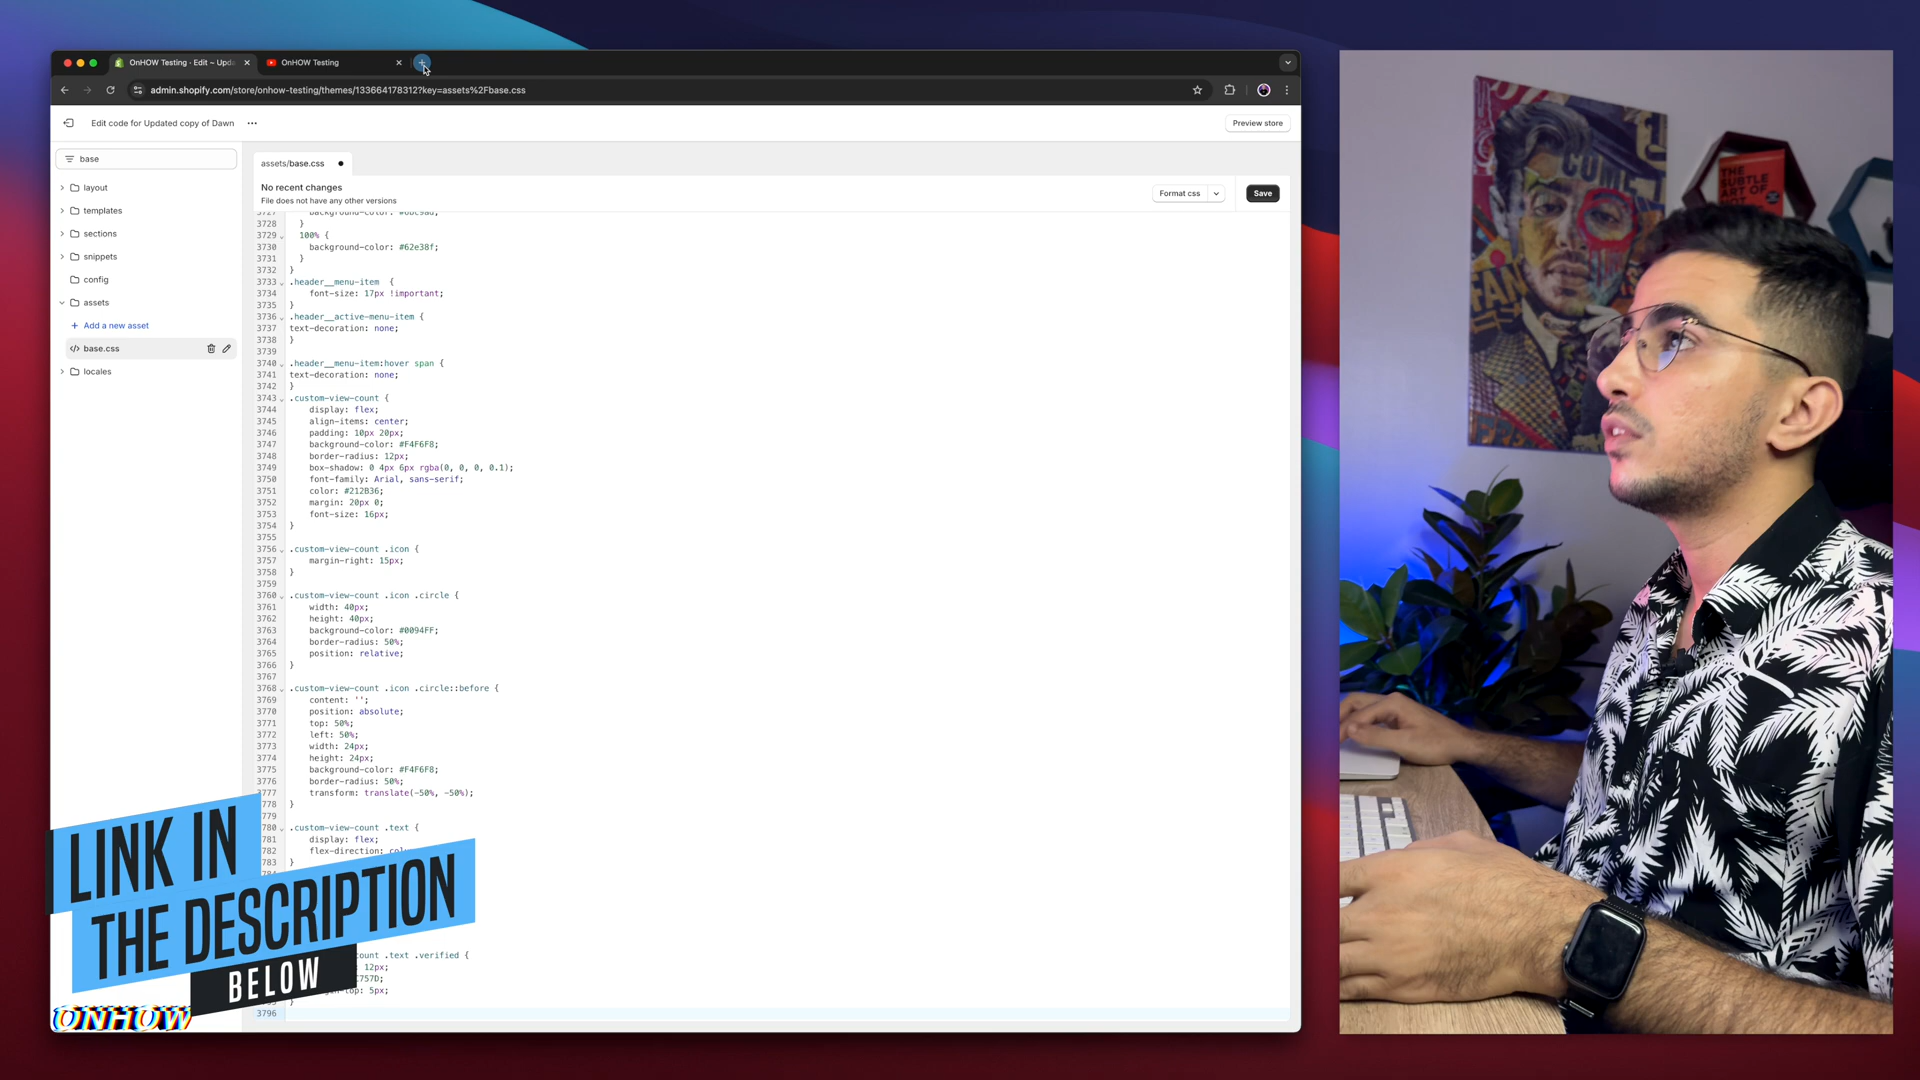 OnHOW Testing · Edit ~ Upda
OnHOW Testing
admin.shopify.com/store/onhow-testing/themes/133664178312?key=assets%2Fbase.css
Edit code for Updated copy of Dawn
Preview store
base
layout
templates
sections
snippets
config
assets
Add a new asset
base.css
locales
assets/base.css
No recent changes
File does not have any other versions
Format css
Save
3728 }
3729 100% {
3730 background-color: #62e38f;
3731 }
3732 }
3733 .header__menu-item {
3734 font-size: 17px !important;
3735 }
3736 .header__active-menu-item {
3737 text-decoration: none;
3738 }
3739
3740 .header__menu-item:hover span {
3741 text-decoration: none;
3742 }
3743 .custom-view-count {
3744 display: flex;
3745 align-items: center;
3746 padding: 10px 20px;
3747 background-color: #F4F6F8;
3748 border-radius: 12px;
3749 box-shadow: 0 4px 6px rgba(0, 0, 0, 0.1);
3750 font-family: Arial, sans-serif;
3751 color: #212B36;
3752 margin: 20px 0;
3753 font-size: 16px;
3754 }
3755
3756 .custom-view-count .icon {
3757 margin-right: 15px;
3758 }
3759
3760 .custom-view-count .icon .circle {
3761 width: 40px;
3762 height: 40px;
3763 background-color: #0094FF;
3764 border-radius: 50%;
3765 position: relative;
3766 }
3767
3768 .custom-view-count .icon .circle::before {
3769 content: '';
3770 position: absolute;
3771 top: 50%;
3772 left: 50%;
3773 width: 24px;
3774 height: 24px;
3775 background-color: #F4F6F8;
3776 border-radius: 50%;
3777 transform: translate(-50%, -50%);
778 }
779
780 .custom-view-count .text {
781 display: flex;
782 flex-direction:
783 }
count .text .verified {
12px;
757D;
top: 5px;
3796
LINK IN
THE DESCRIPTION
BELOW
ONHOW
THE
SUBTLE
ART OF